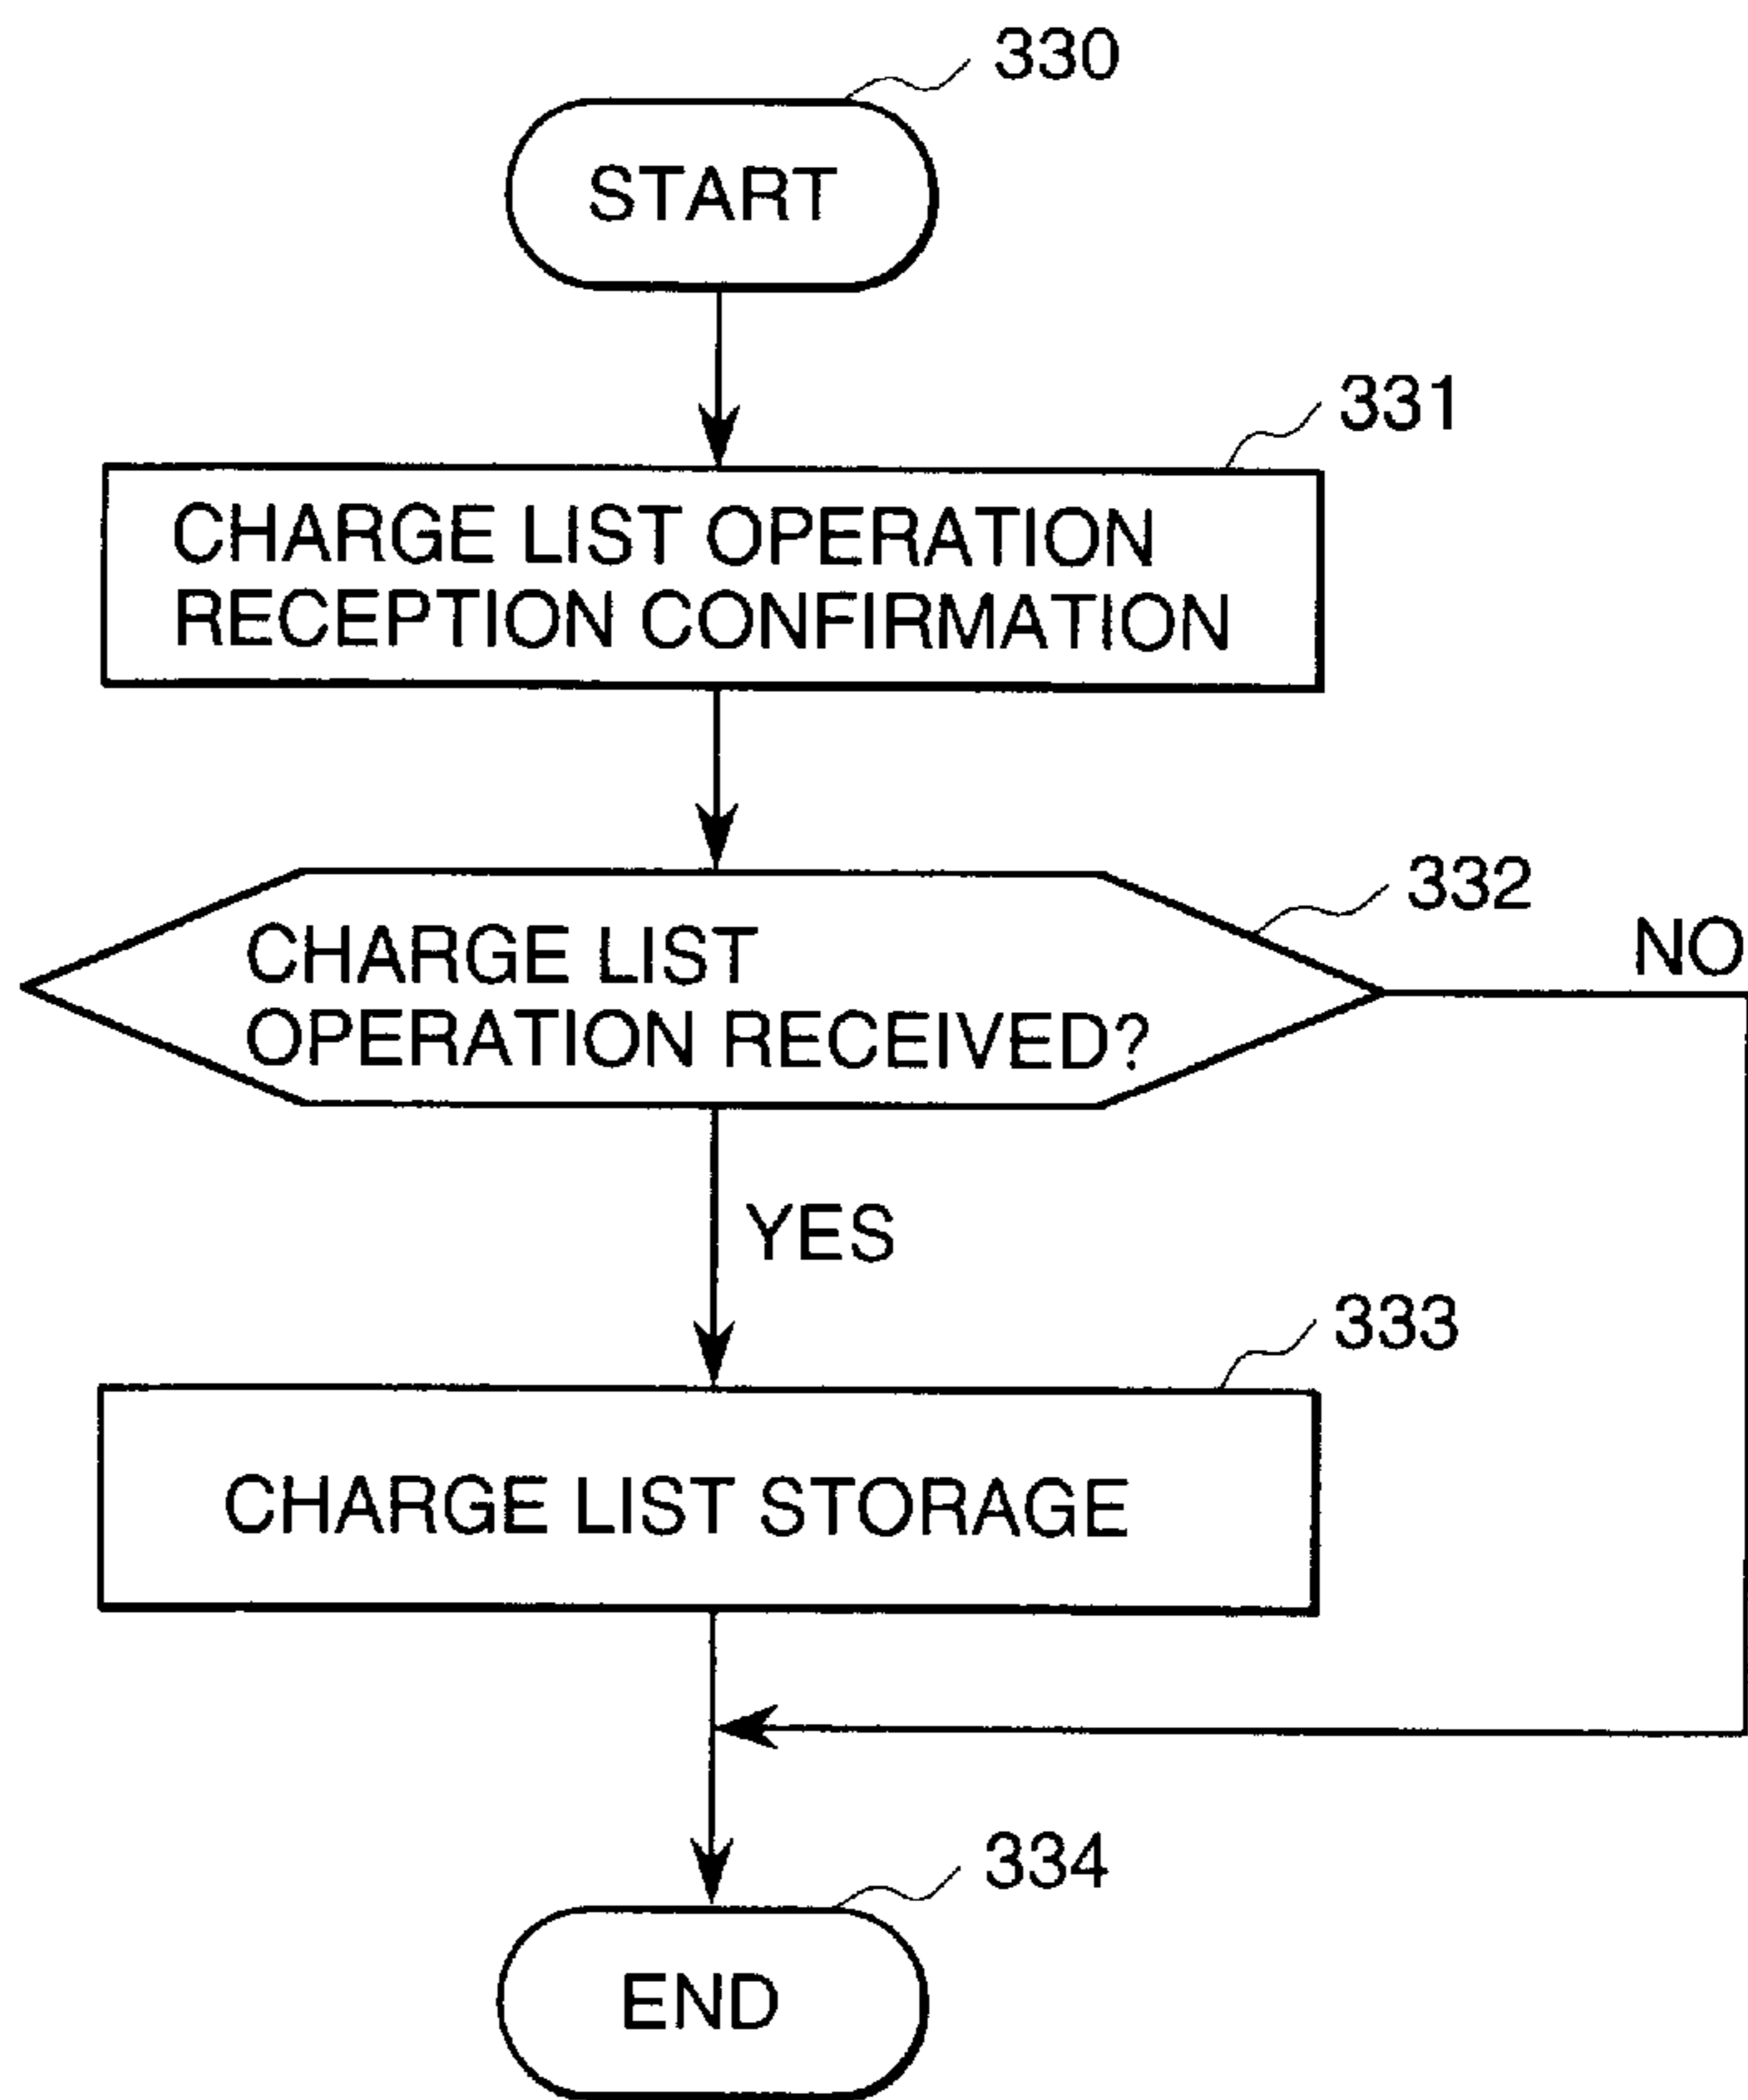 330
START
331
CHARGE LIST OPERATION
RECEPTION CONFIRMATION
332
NO
CHARGE LIST
OPERATION RECEIVED?
YES
333
CHARGE LIST STORAGE
334
END